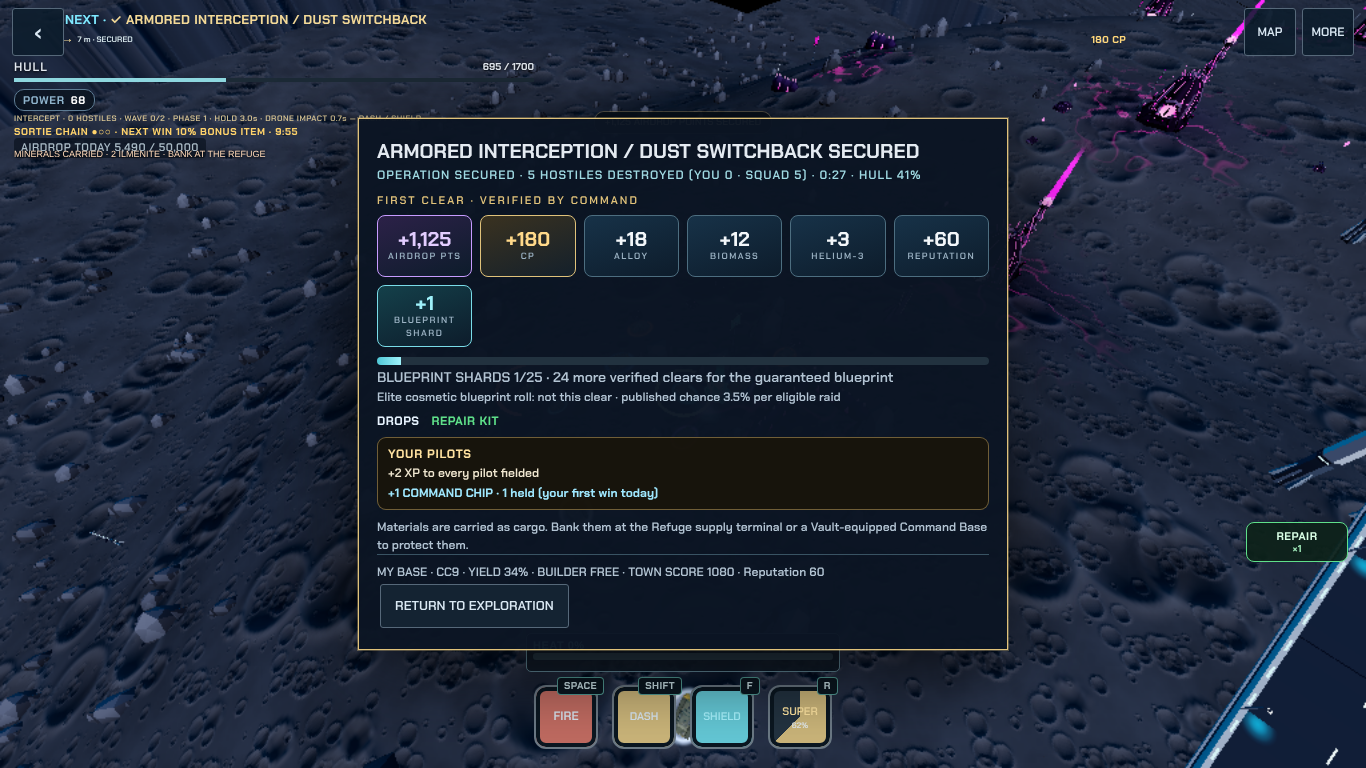 ‹
NEXT · ✓ ARMORED INTERCEPTION / DUST SWITCHBACK
→ 7 m · SECURED
180 CP
MAP
MORE
HULL
695 / 1700
POWER 68
INTERCEPT · 0 HOSTILES · WAVE 0/2 · PHASE 1 · HOLD 3.0s · DRONE IMPACT 0.7s — DASH / SHIELD
SORTIE CHAIN ●○○ · NEXT WIN 10% BONUS ITEM · 9:55
AIRDROP TODAY 5,490 / 50,000
MINERALS CARRIED · 2 ILMENITE · BANK AT THE REFUGE
ARMORED INTERCEPTION / DUST SWITCHBACK SECURED
OPERATION SECURED · 5 HOSTILES DESTROYED (YOU 0 · SQUAD 5) · 0:27 · HULL 41%
FIRST CLEAR · VERIFIED BY COMMAND
+1,125
AIRDROP PTS
+180
CP
+18
ALLOY
+12
BIOMASS
+3
HELIUM-3
+60
REPUTATION
+1
BLUEPRINT
SHARD
BLUEPRINT SHARDS 1/25 · 24 more verified clears for the guaranteed blueprint
Elite cosmetic blueprint roll: not this clear · published chance 3.5% per eligible raid
DROPS REPAIR KIT
YOUR PILOTS
+2 XP to every pilot fielded
+1 COMMAND CHIP · 1 held (your first win today)
Materials are carried as cargo. Bank them at the Refuge supply terminal or a Vault-equipped Command Base
to protect them.
MY BASE · CC9 · YIELD 34% · BUILDER FREE · TOWN SCORE 1080 · Reputation 60
RETURN TO EXPLORATION
REPAIR
×1
SPACE
FIRE
SHIFT
DASH
F
SHIELD
R
SUPER
62%